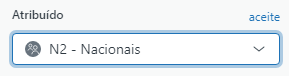 Atribuído aceite
N2 - Nacionais